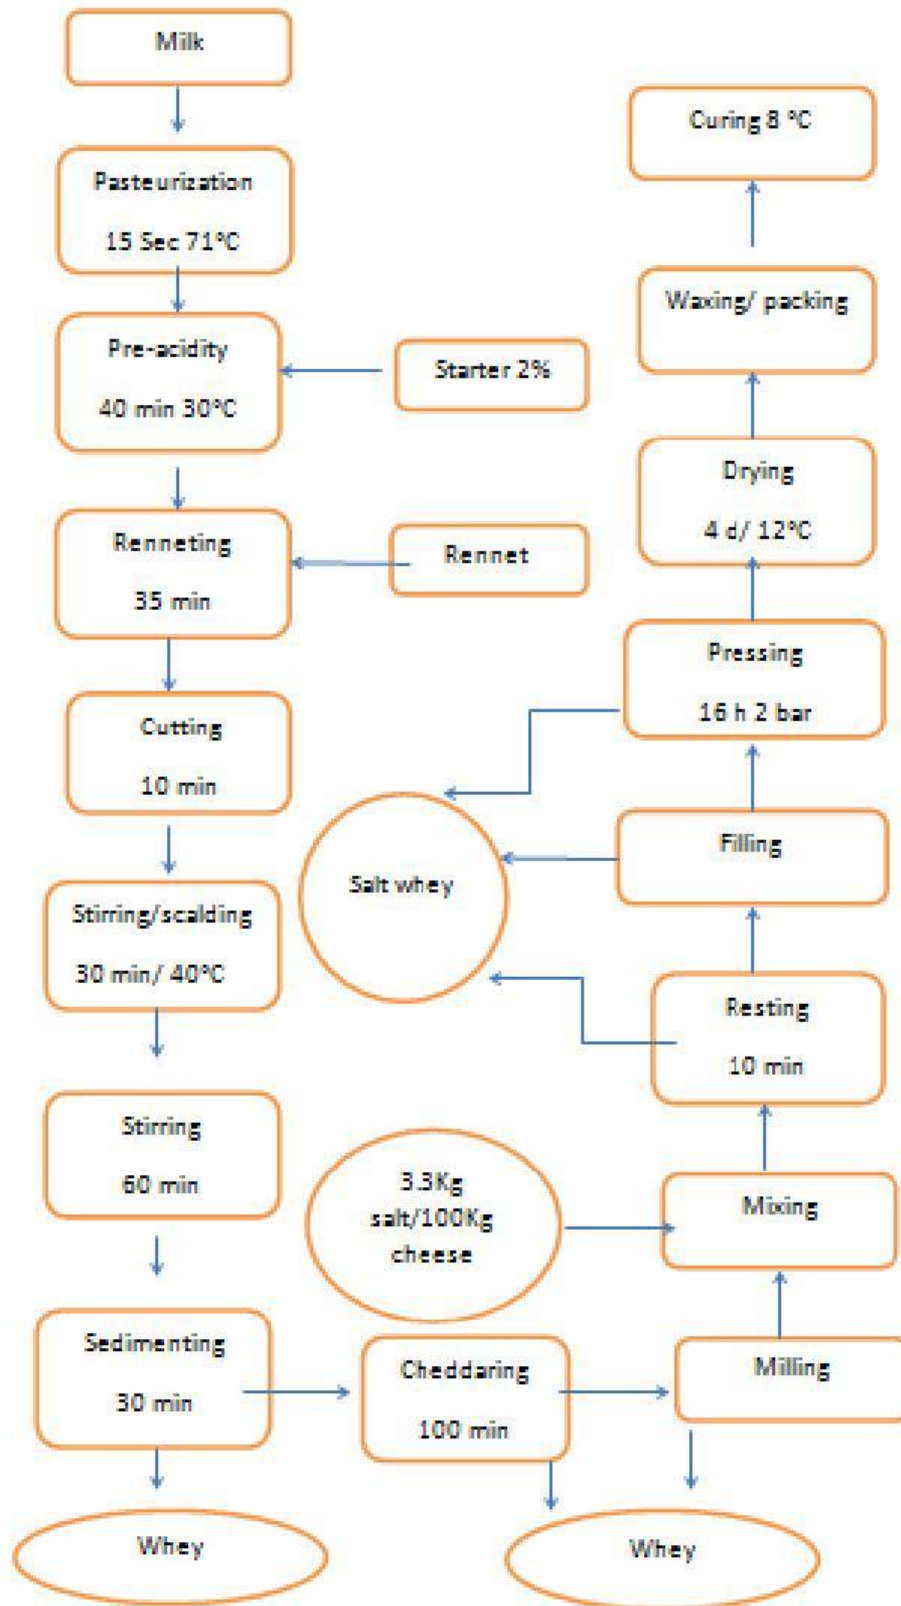 Milk
Pasteurization
15 Sec 71°C
Pre-acidity
40 min 30°C
Starter 2%
Renneting
35 min
Rennet
Cutting
10 min
Stirring/scalding
30 min/ 40°C
Stirring
60 min
Sedimenting
30 min
Whey
Cheddaring
100 min
Whey
Milling
3.3Kg
salt/100Kg
cheese
Mixing
Resting
10 min
Salt whey
Filling
Pressing
16 h 2 bar
Drying
4 d/ 12°C
Waxing/ packing
Curing 8 °C